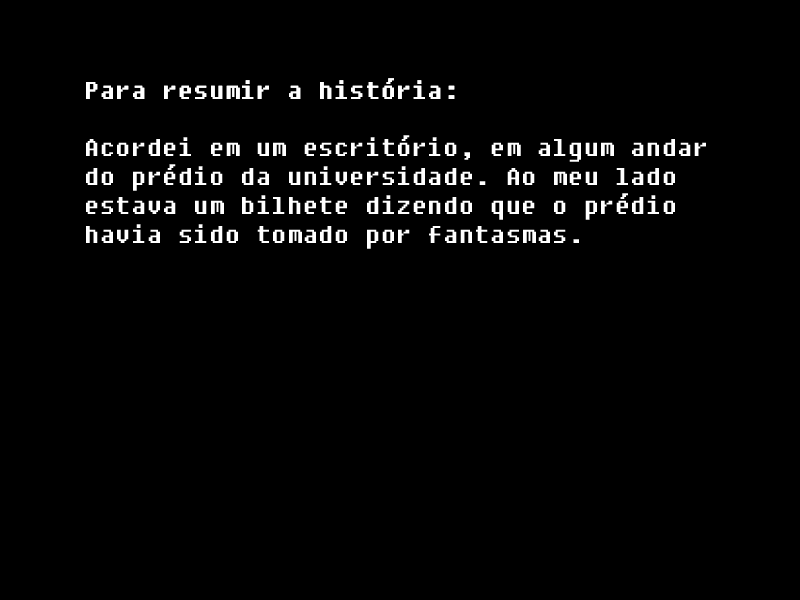 Para resumir a história:
Acordei em um escritório, em algum andar
do prédio da universidade. Ao meu lado
estava um bilhete dizendo que o prédio
havia sido tomado por fantasmas.